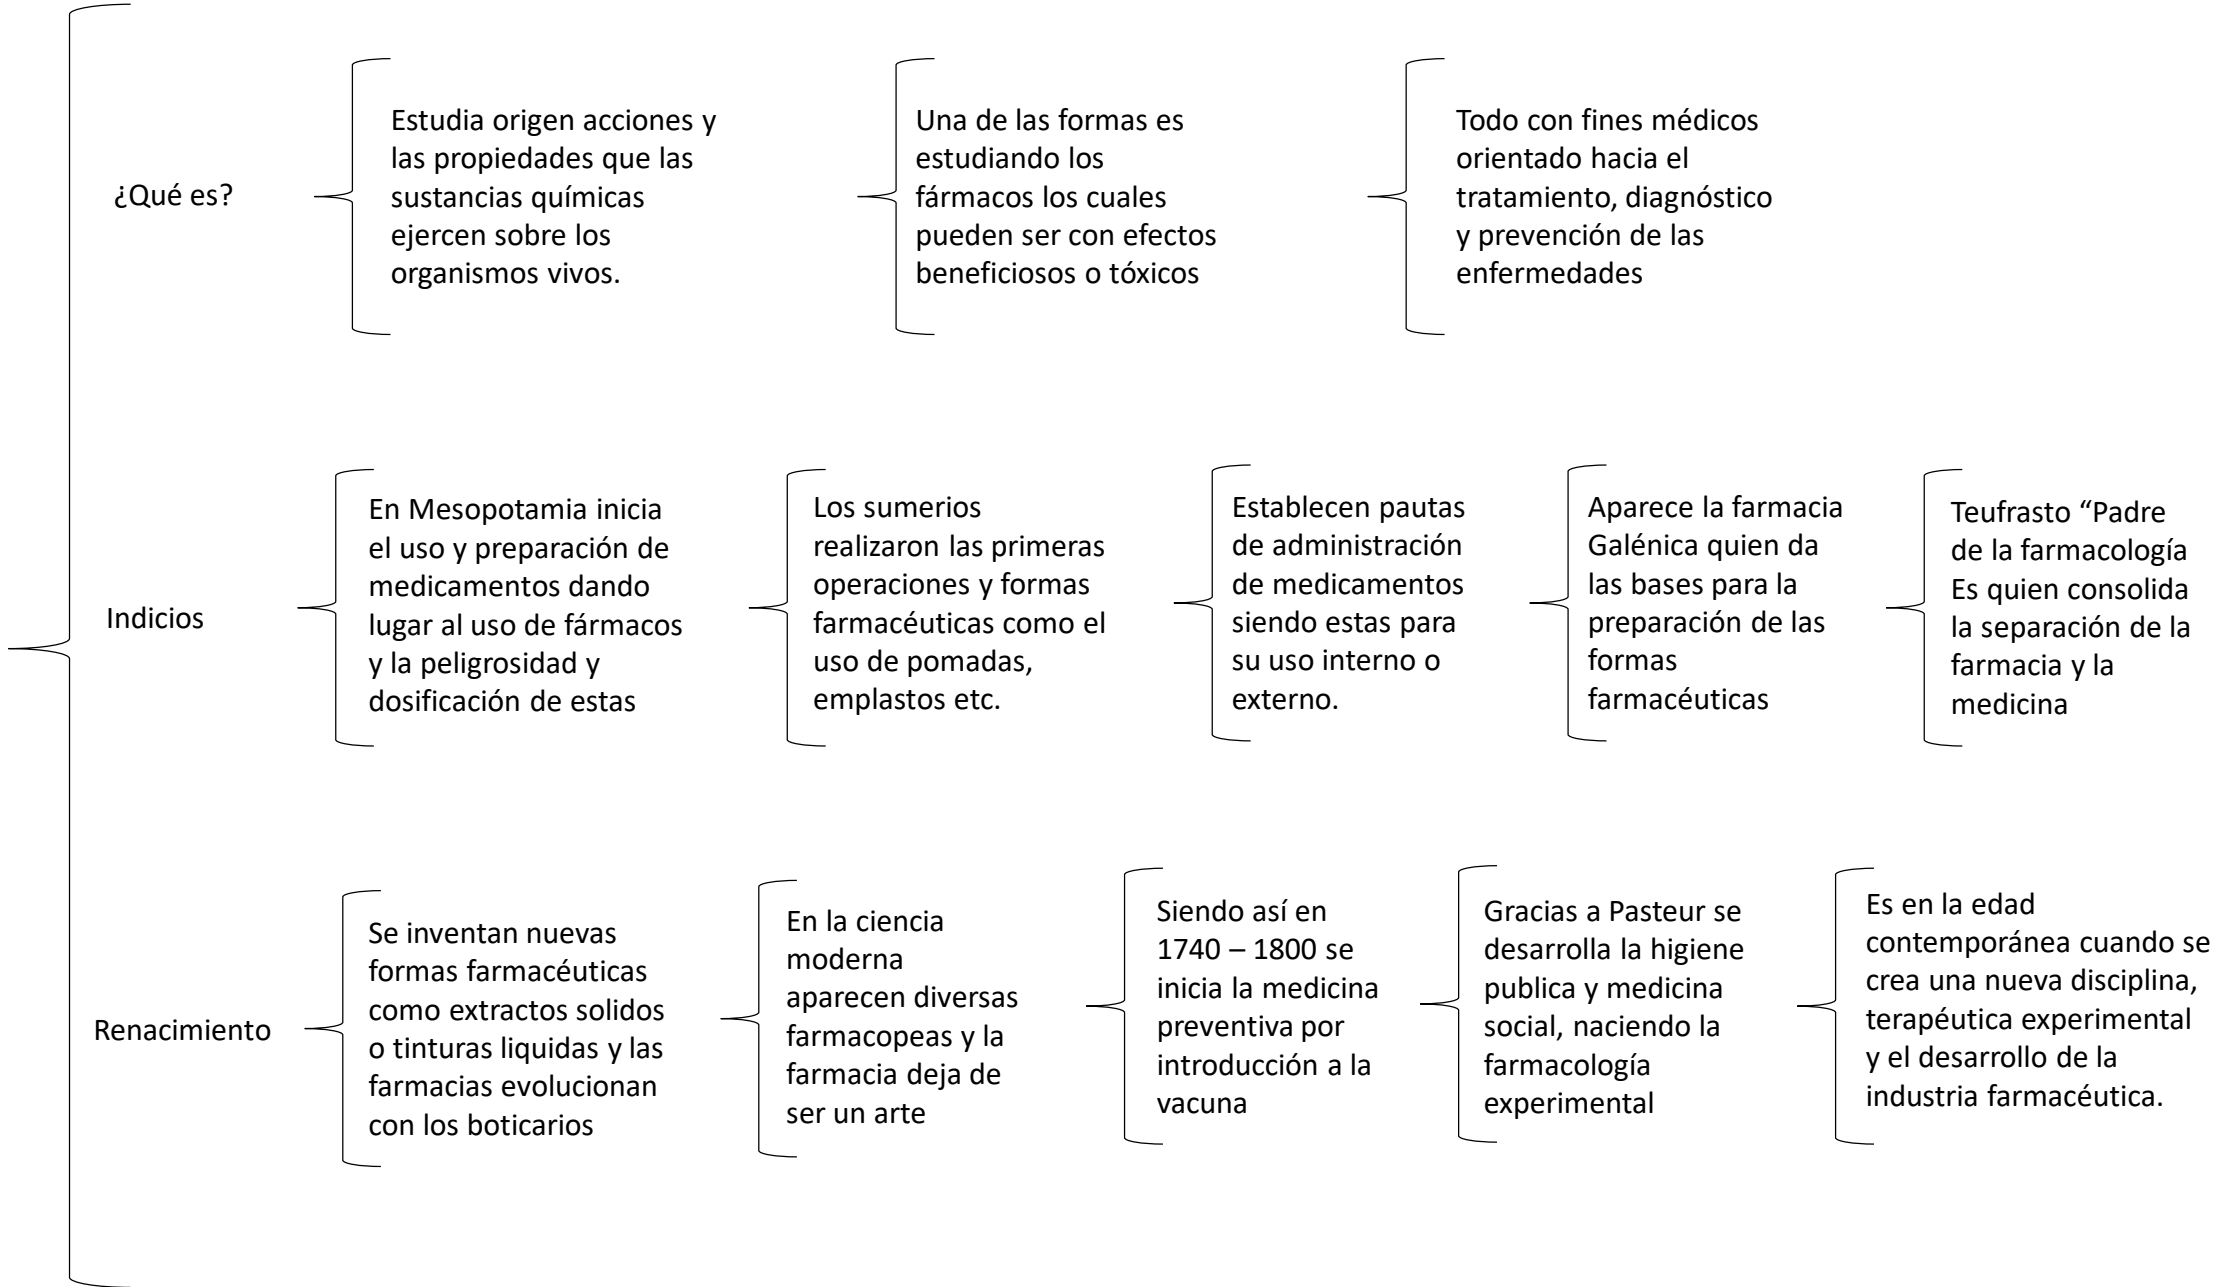 ¿Qué es?
Estudia origen acciones y
las propiedades que las
sustancias químicas
ejercen sobre los
organismos vivos.
Una de las formas es
estudiando los
fármacos los cuales
pueden ser con efectos
beneficiosos o tóxicos
Todo con fines médicos
orientado hacia el
tratamiento, diagnóstico
y prevención de las
enfermedades
Indicios
En Mesopotamia inicia
el uso y preparación de
medicamentos dando
lugar al uso de fármacos
y la peligrosidad y
dosificación de estas
Los sumerios
realizaron las primeras
operaciones y formas
farmacéuticas como el
uso de pomadas,
emplastos etc.
Establecen pautas
de administración
de medicamentos
siendo estas para
su uso interno o
externo.
Aparece la farmacia
Galénica quien da
las bases para la
preparación de las
formas
farmacéuticas
Teufrasto “Padre
de la farmacología
Es quien consolida
la separación de la
farmacia y la
medicina
Renacimiento
Se inventan nuevas
formas farmacéuticas
como extractos solidos
o tinturas liquidas y las
farmacias evolucionan
con los boticarios
En la ciencia
moderna
aparecen diversas
farmacopeas y la
farmacia deja de
ser un arte
Siendo así en
1740 – 1800 se
inicia la medicina
preventiva por
introducción a la
vacuna
Gracias a Pasteur se
desarrolla la higiene
publica y medicina
social, naciendo la
farmacología
experimental
Es en la edad
contemporánea cuando se
crea una nueva disciplina,
terapéutica experimental
y el desarrollo de la
industria farmacéutica.